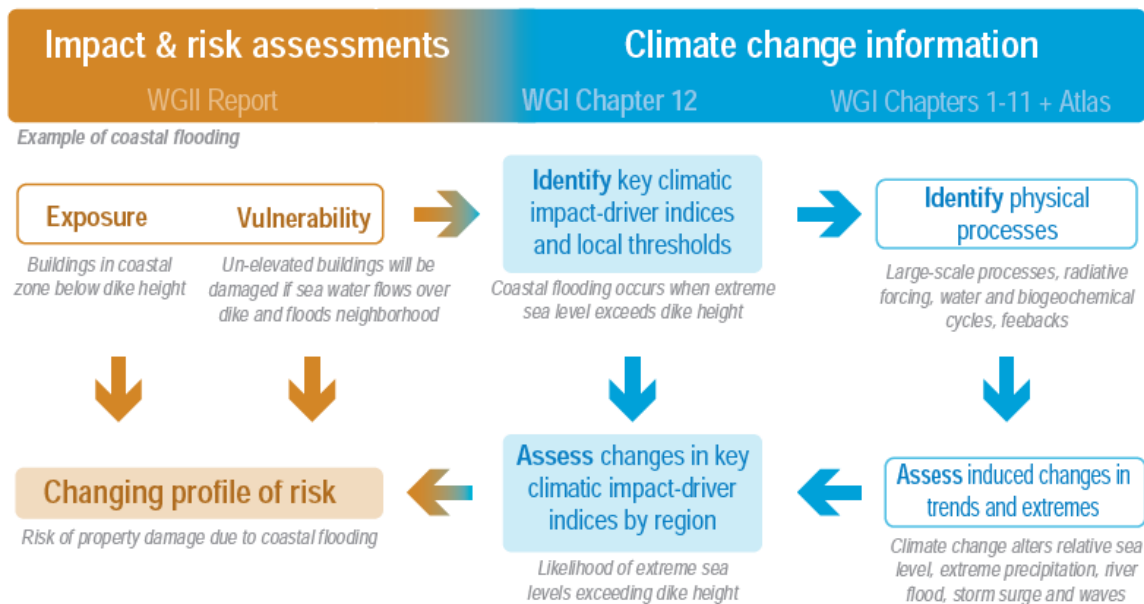 Impact & risk assessments
Climate change information
WGII Report
WGI Chapter 12
WGI Chapters 1-11 + Atlas
Example of coastal flooding
Exposure
Vulnerability
Buildings in coastal
zone below dike height
Un-elevated buildings will be
damaged if sea water flows over
dike and floods neighborhood
Identify key climatic
impact-driver indices
and local thresholds
Coastal flooding occurs when extreme
sea level exceeds dike height
Identify physical
processes
Large-scale processes, radiative
forcing, water and biogeochemical
cycles, feebacks
Changing profile of risk
Risk of property damage due to coastal flooding
Assess changes in key
climatic impact-driver
indices by region
Likelihood of extreme sea
levels exceeding dike height
Assess induced changes in
trends and extremes
Climate change alters relative sea
level, extreme precipitation, river
flood, storm surge and waves